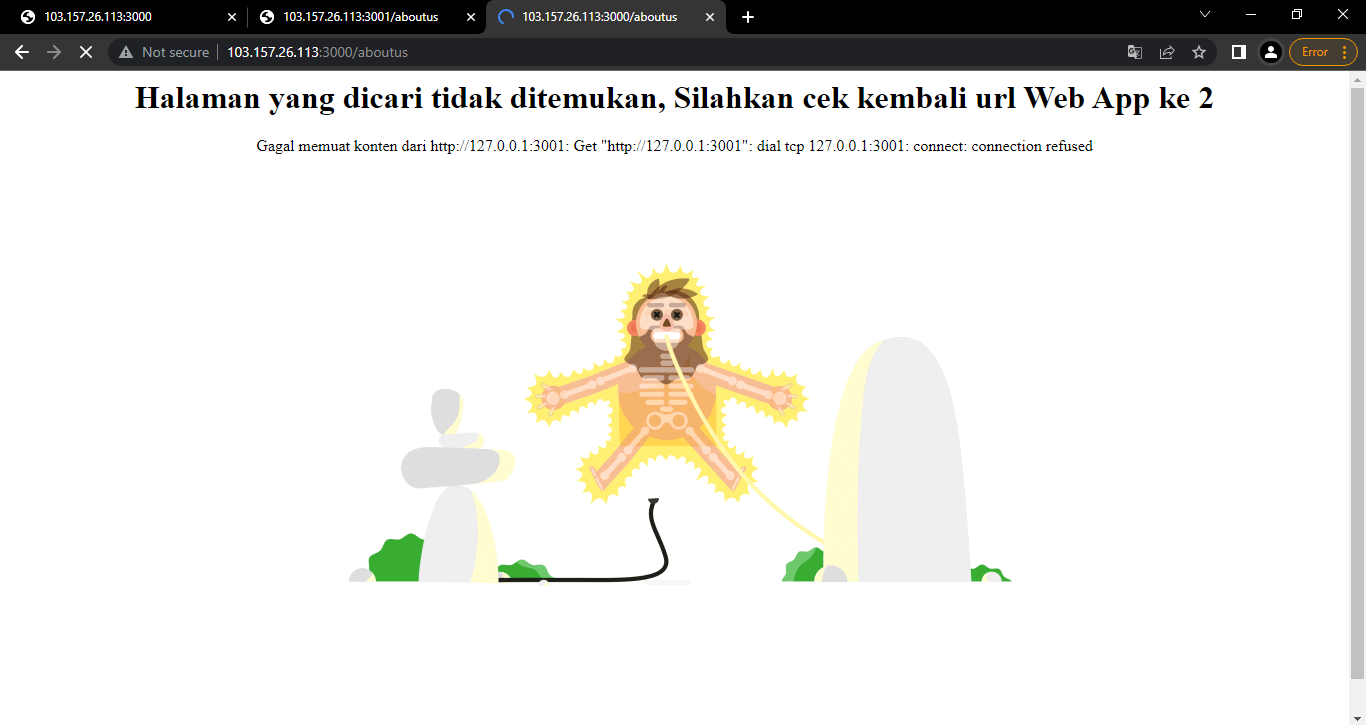 103.157.26.113:3000
103.157.26.113:3001/aboutus
103.157.26.113:3000/aboutus
Not secure
103.157.26.113:3000/aboutus
Error
Halaman yang dicari tidak ditemukan, Silahkan cek kembali url Web App ke 2
Gagal memuat konten dari http://127.0.0.1:3001: Get "http://127.0.0.1:3001": dial tcp 127.0.0.1:3001: connect: connection refused